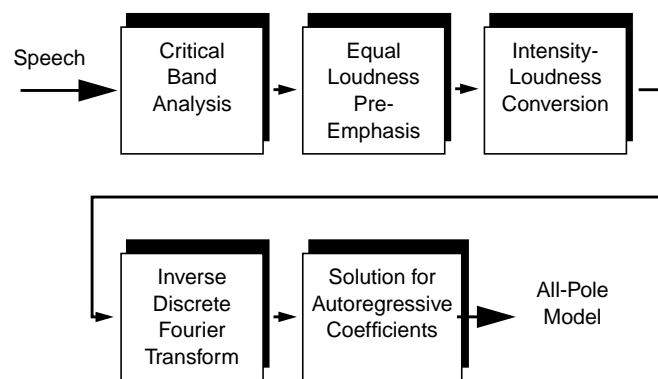 Speech
Critical
Band
Analysis
Equal
Loudness
Pre-
Emphasis
Intensity-
Loudness
Conversion
Inverse
Discrete
Fourier
Transform
Solution for
Autoregressive
Coefficients
All-Pole
Model